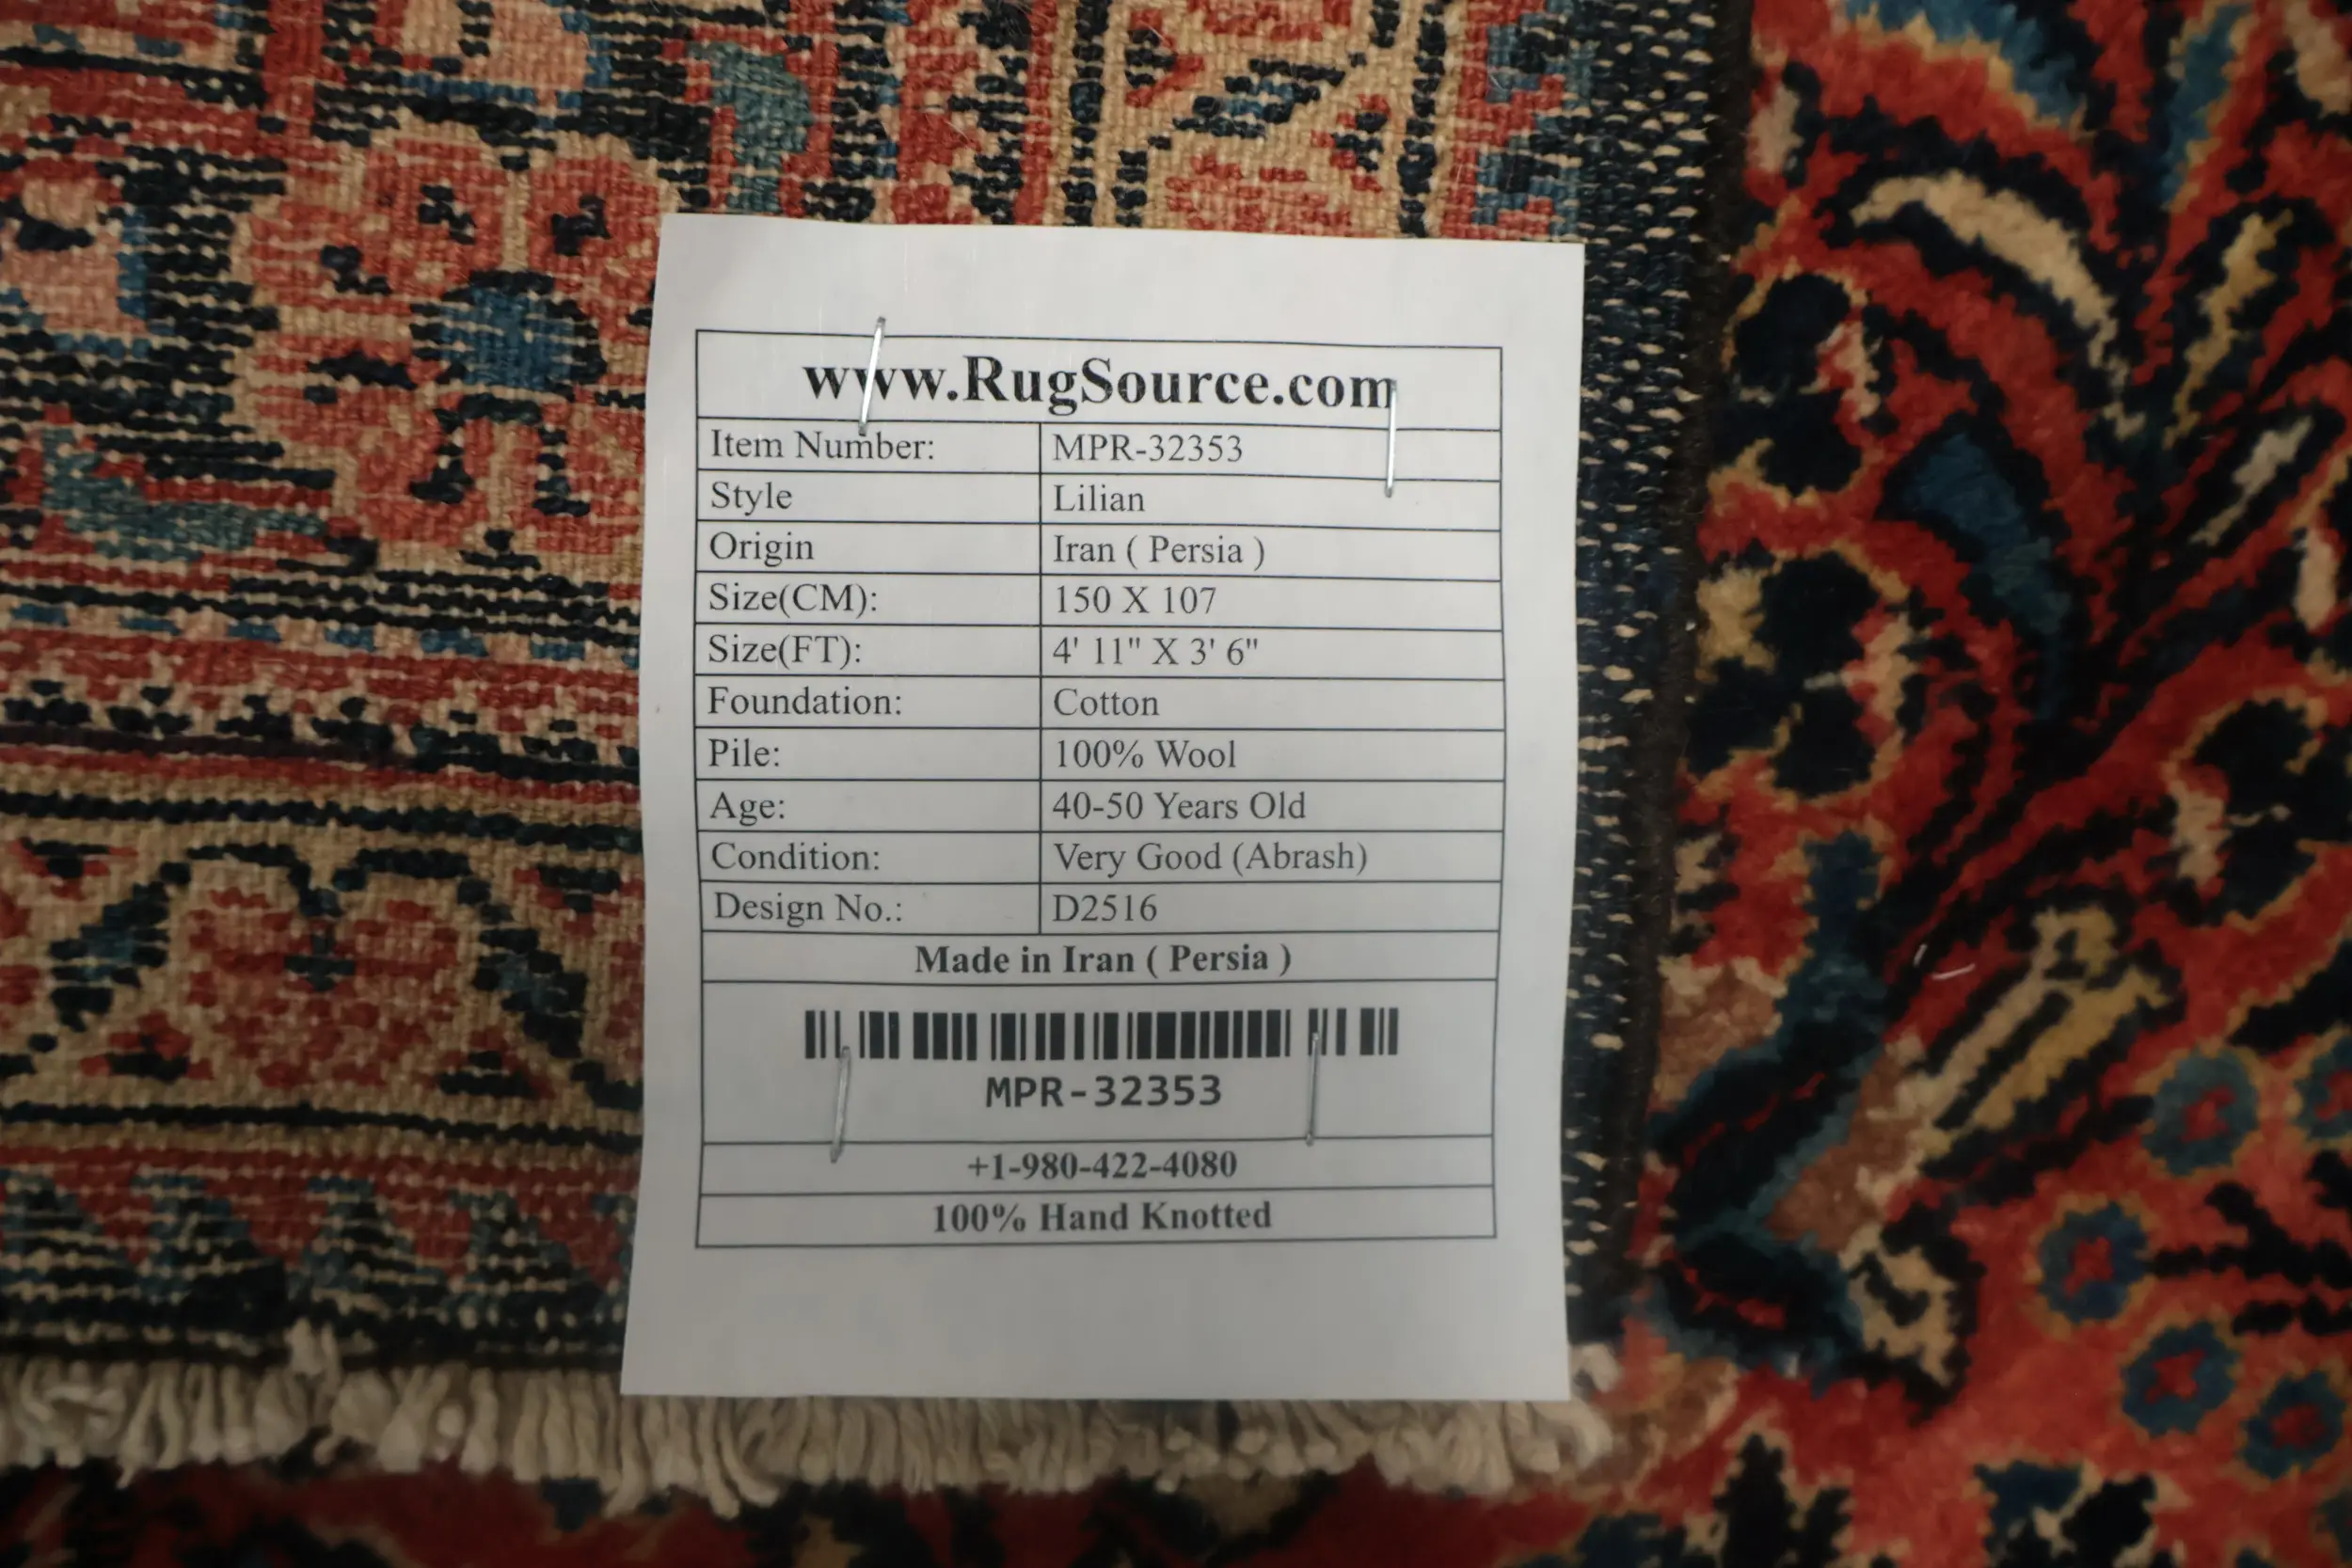 www.RugSource.com
Item Number: MPR-32353
Style Lilian
Origin Iran ( Persia )
Size(CM): 150 X 107
Size(FT): 4' 11" X 3' 6"
Foundation: Cotton
Pile: 100% Wool
Age: 40-50 Years Old
Condition: Very Good (Abrash)
Design No.: D2516
Made in Iran ( Persia )
MPR-32353
+1-980-422-4080
100% Hand Knotted